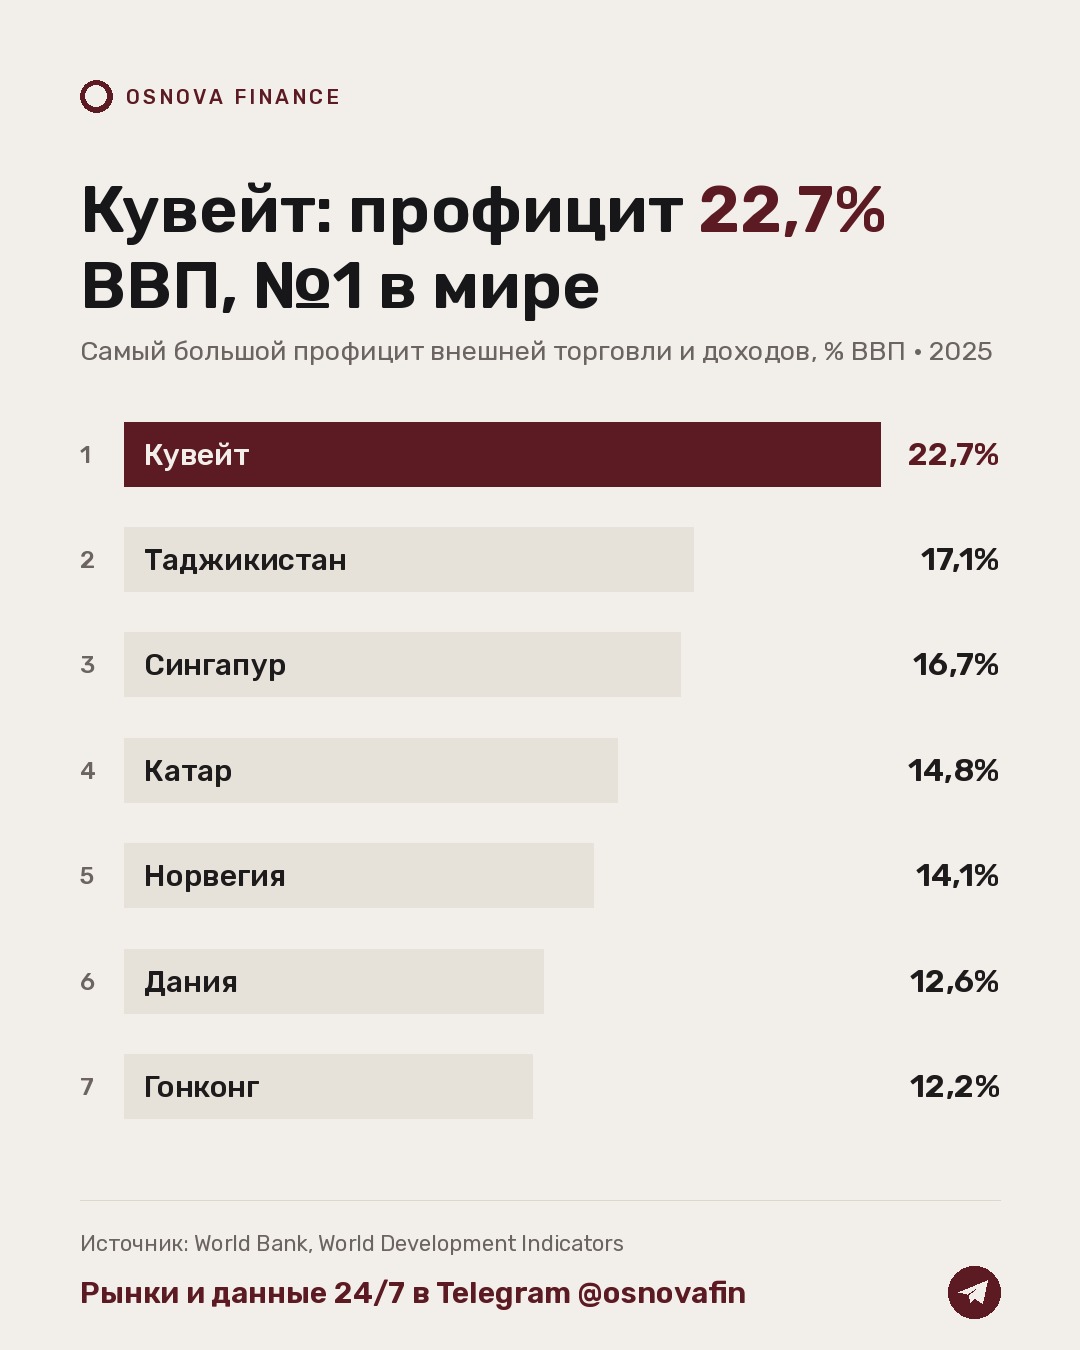 OSNOVA FINANCE
Кувейт: профицит 22,7%
ВВП, №1 в мире
Самый большой профицит внешней торговли и доходов, % ВВП • 2025
1 Кувейт 22,7%
2 Таджикистан 17,1%
3 Сингапур 16,7%
4 Катар 14,8%
5 Норвегия 14,1%
6 Дания 12,6%
7 Гонконг 12,2%
Источник: World Bank, World Development Indicators
Рынки и данные 24/7 в Telegram @osnovafin